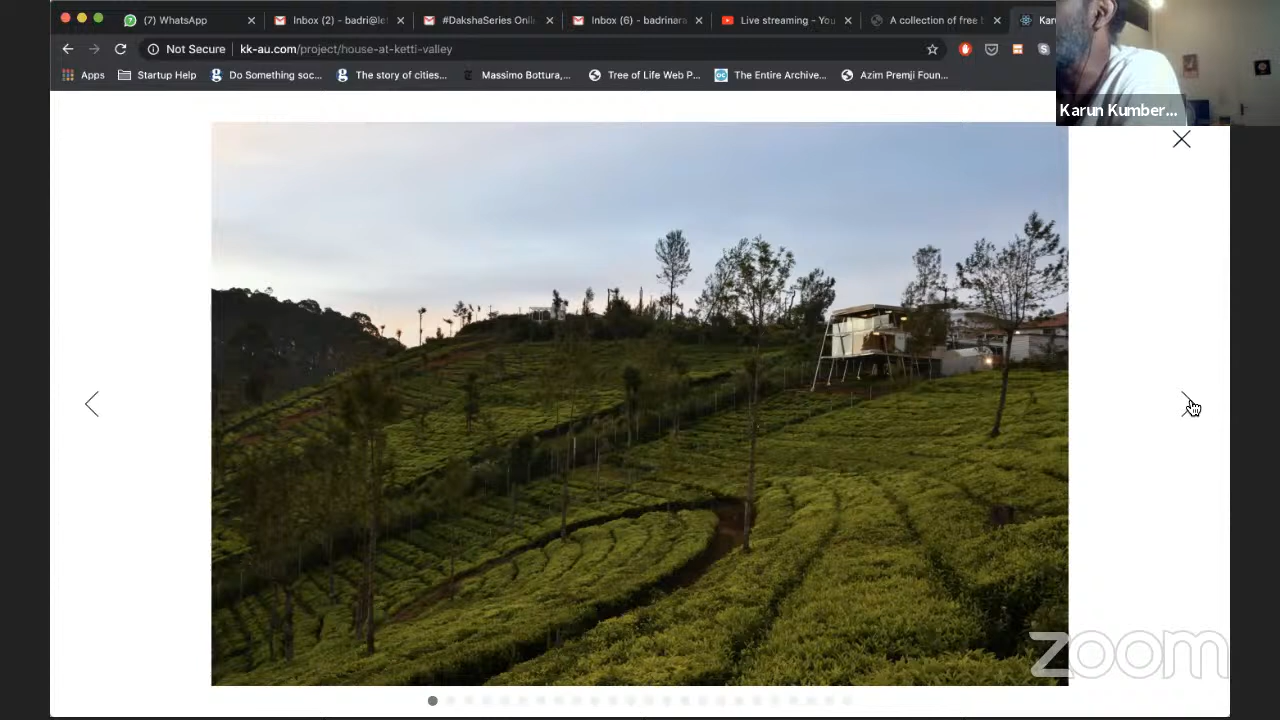 (7) WhatsApp
Inbox (2) - badri@le
#DakshaSeries Onli
Inbox (6) - badrinara
Live streaming - You
A collection of free b
Karu
Not Secure
kk-au.com/project/house-at-ketti-valley
Apps
Startup Help
Do Something soc...
The story of cities...
Massimo Bottura,...
Tree of Life Web P...
The Entire Archive...
Azim Premji Foun...
Karun Kumber...
zoom